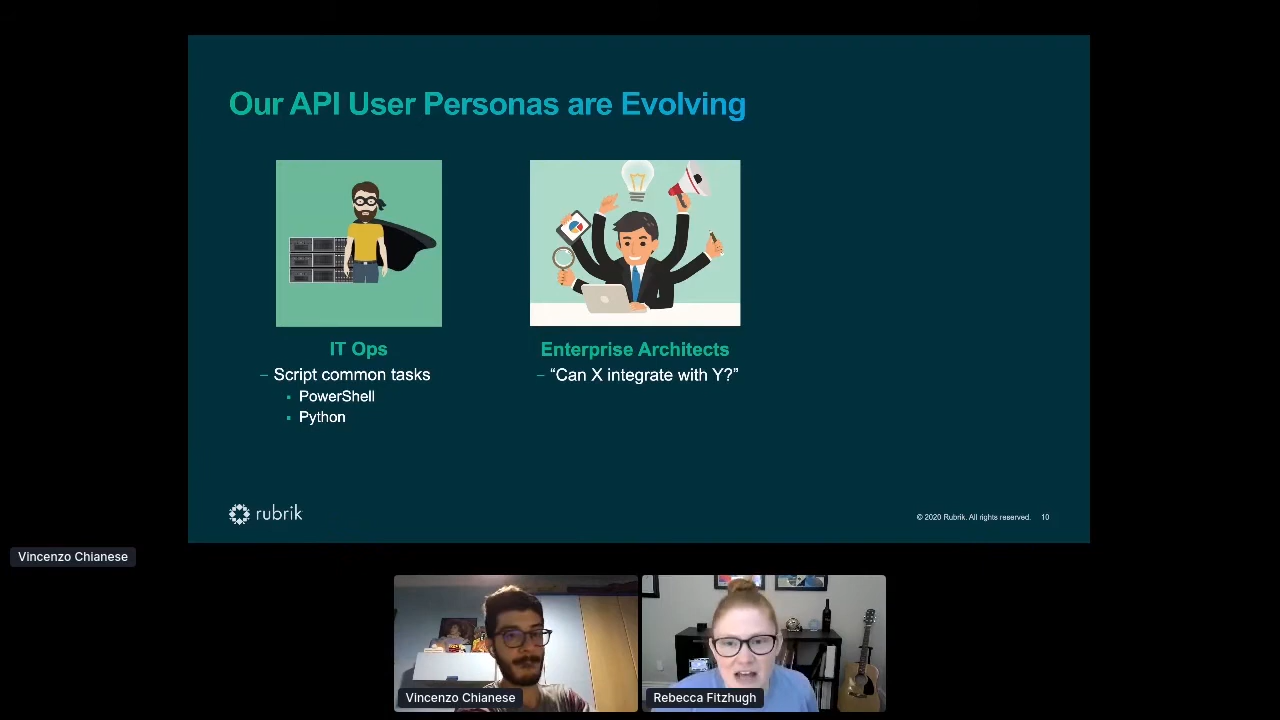 Our API User Personas are Evolving
IT Ops
– Script common tasks
▪ PowerShell
▪ Python
Enterprise Architects
– “Can X integrate with Y?”
rubrik
© 2020 Rubrik. All rights reserved. 10
Vincenzo Chianese
Vincenzo Chianese
Rebecca Fitzhugh